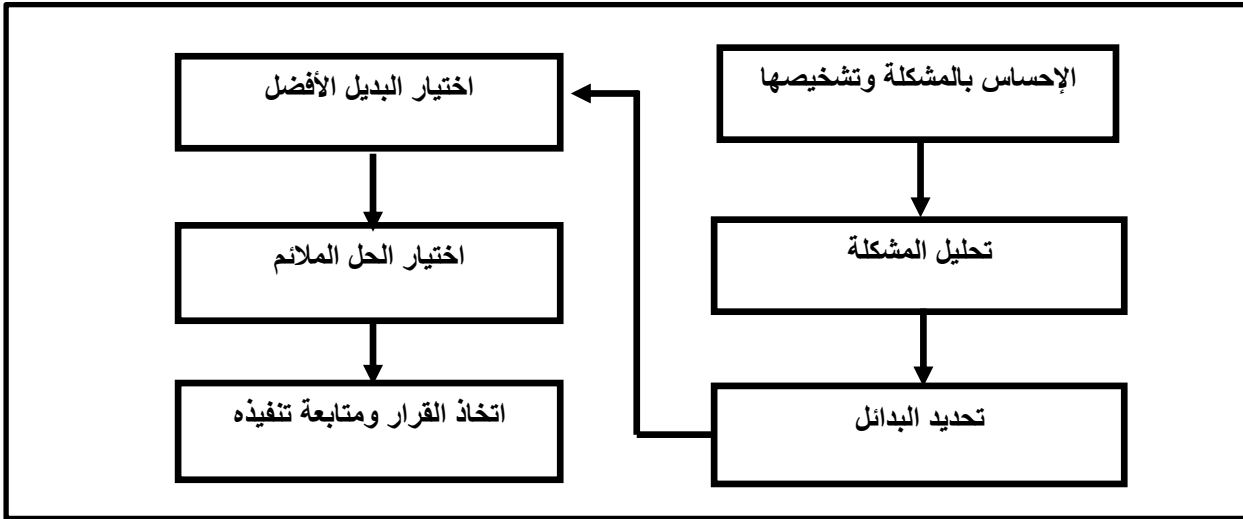 الإحساس بالمشكلة وتشخيصها
تحليل المشكلة
تحديد البدائل
اختيار البديل الأفضل
اختيار الحل الملائم
اتخاذ القرار ومتابعة تنفيذه